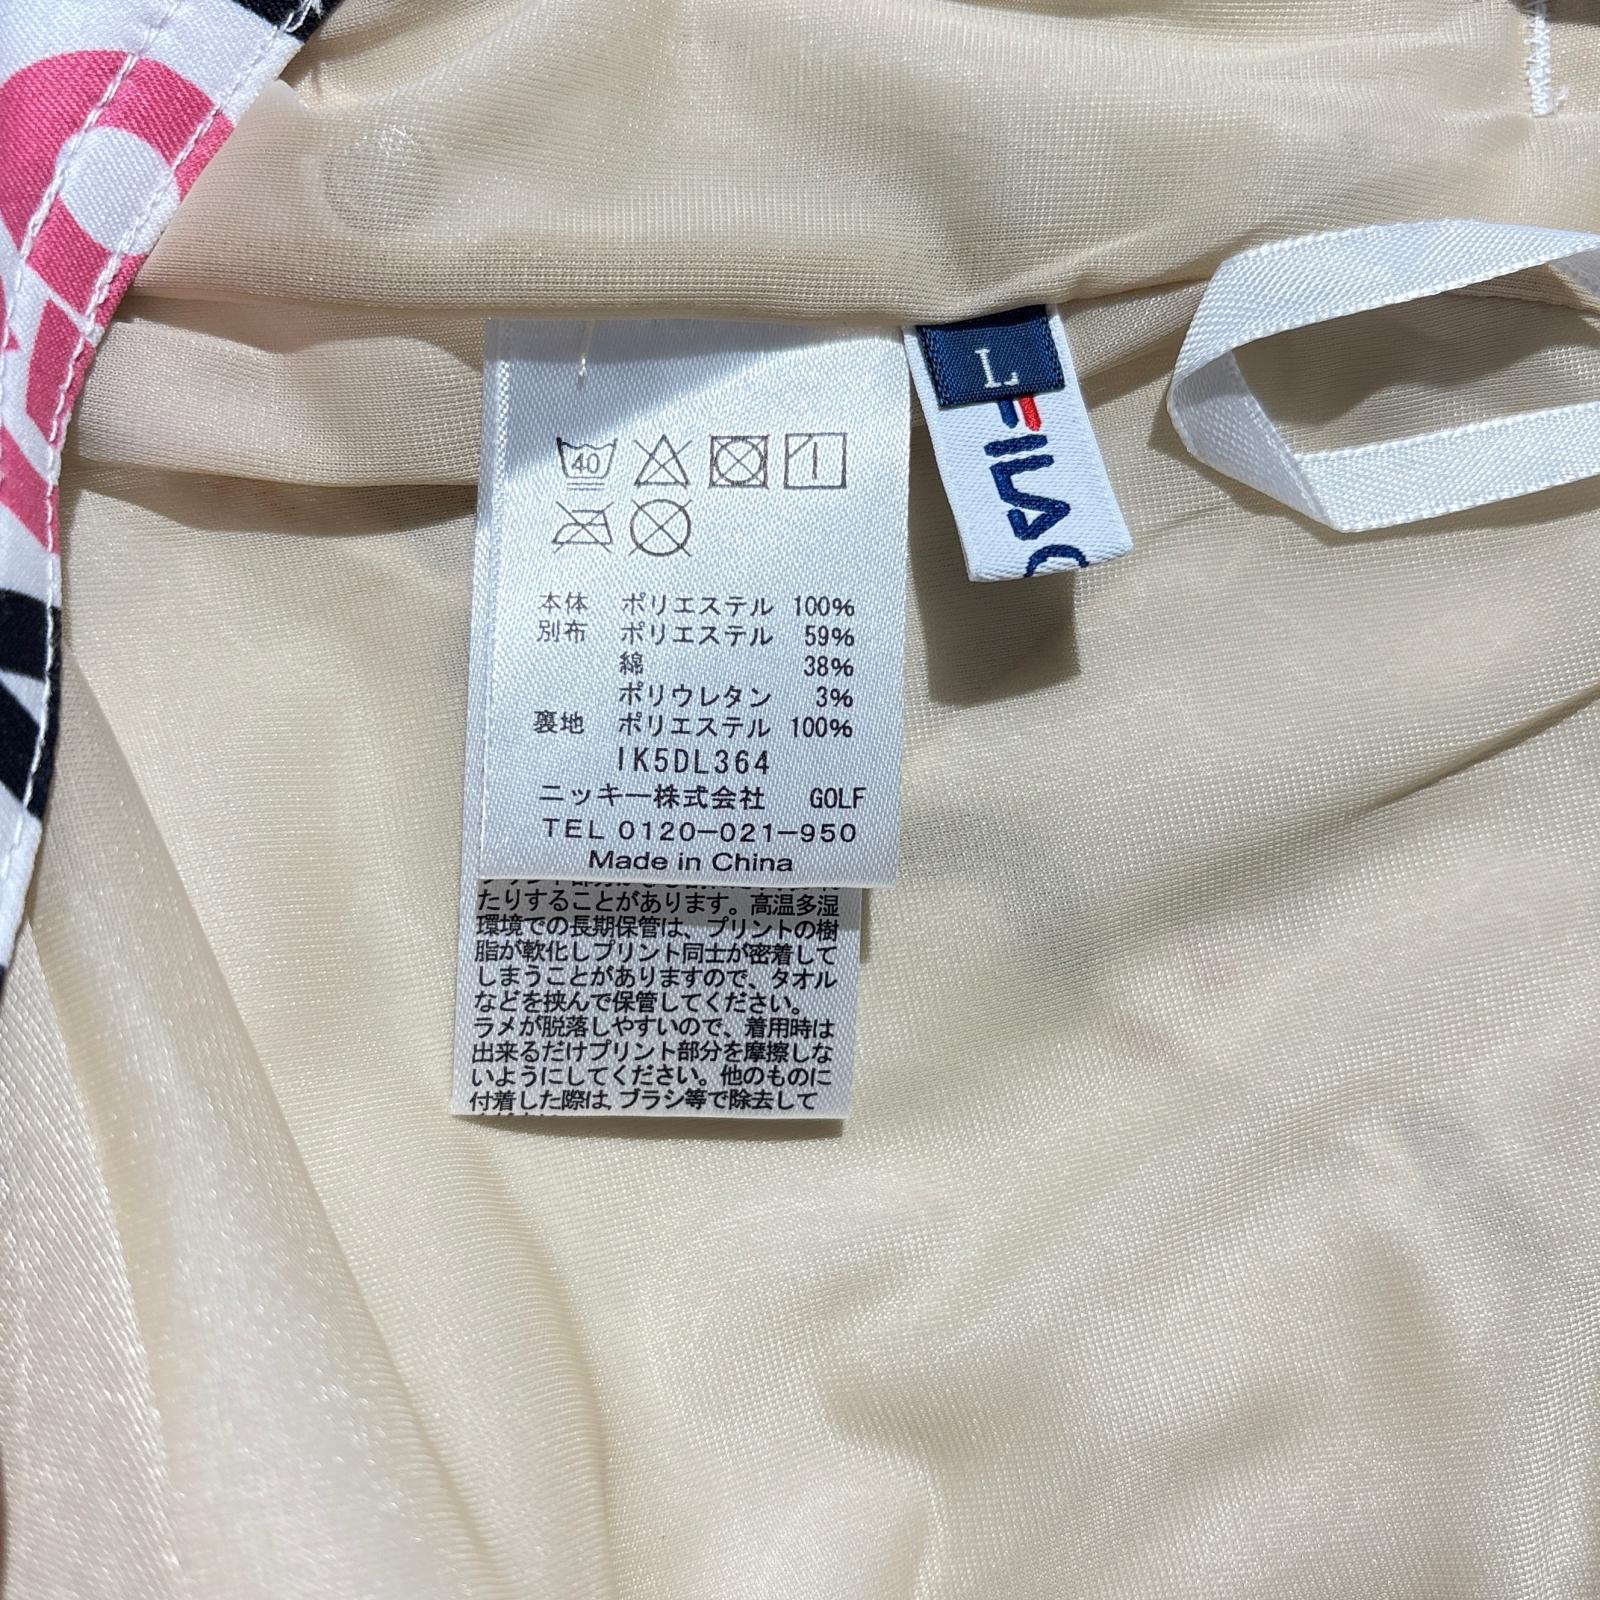 L
FILA G
40
本体 ポリエステル 100%
別布 ポリエステル 59%
綿 38%
ポリウレタン 3%
裏地 ポリエステル 100%
IK5DL364
ニッキー株式会社 GOLF
TEL 0120-021-950
Made in China
たりすることがあります。高温多湿
環境での長期保管は、プリントの樹
脂が軟化しプリント同士が密着して
しまうことがありますので、タオル
などを挟んで保管してください。
ラメが脱落しやすいので、着用時は
出来るだけプリント部分を摩擦しな
いようにしてください。他のものに
付着した際は、ブラシ等で除去して